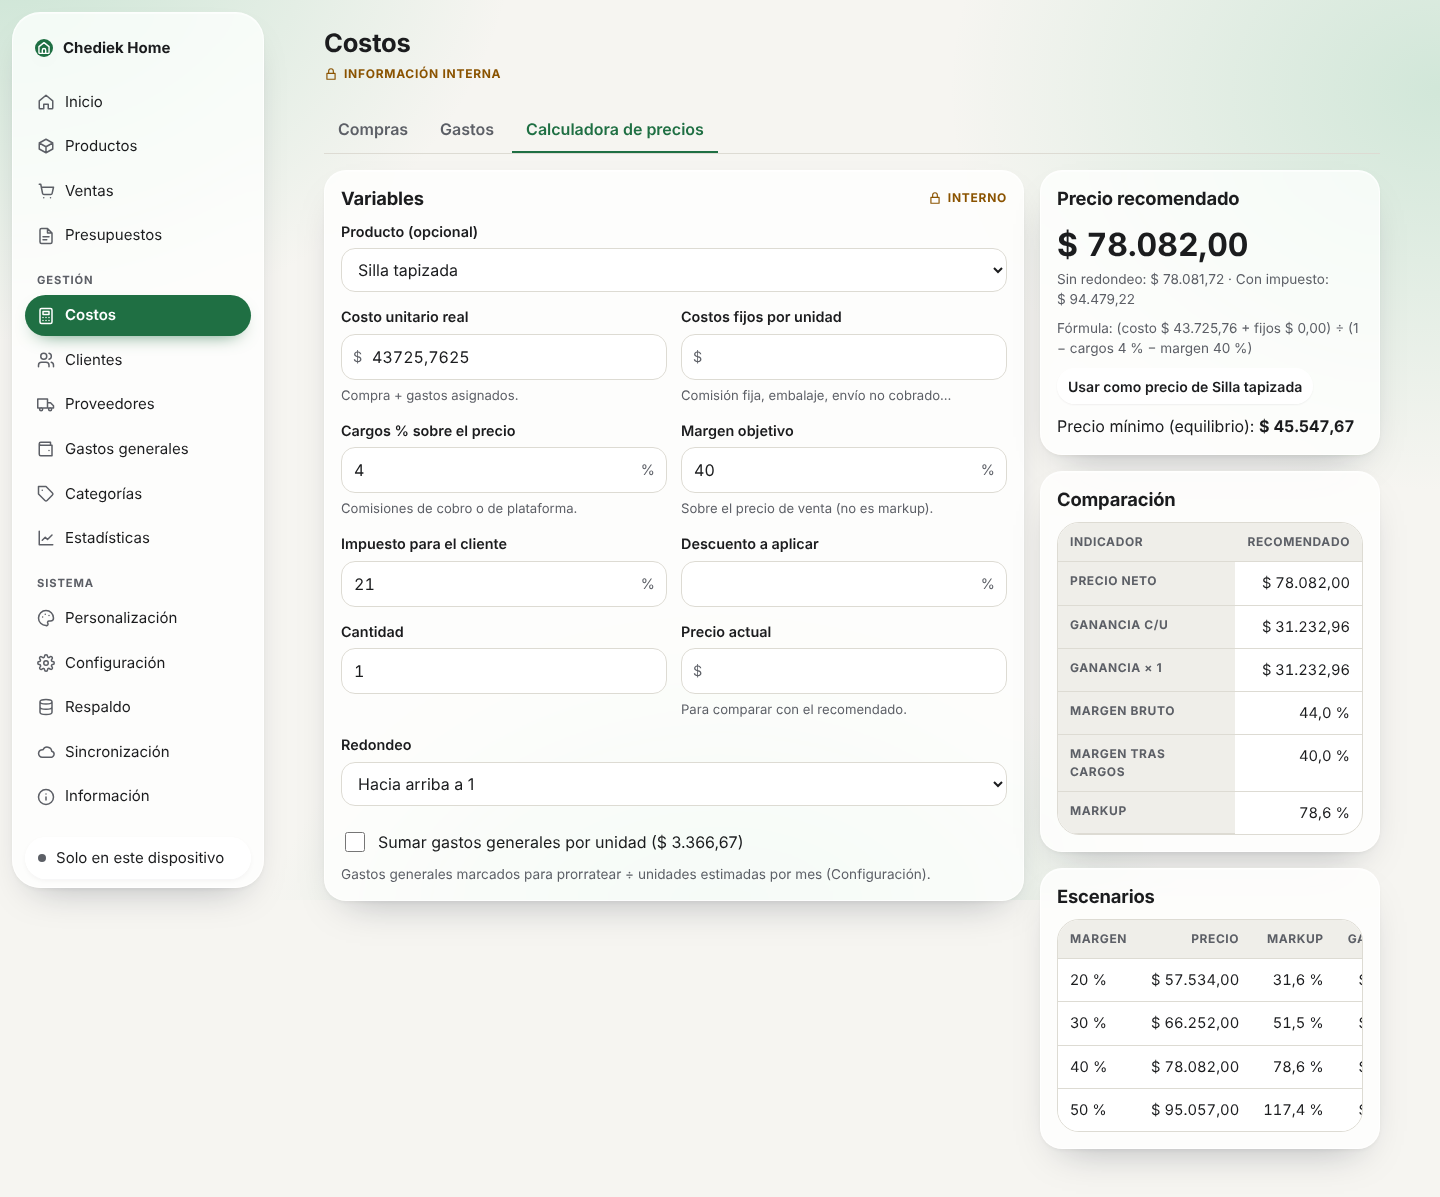 Chediek Home
Inicio
Productos
Ventas
Presupuestos
GESTIÓN
Costos
Clientes
Proveedores
Gastos generales
Categorías
Estadísticas
SISTEMA
Personalización
Configuración
Respaldo
Sincronización
Información
Solo en este dispositivo
Costos
INFORMACIÓN INTERNA
Compras Gastos Calculadora de precios
Variables INTERNO
Producto (opcional)
Silla tapizada
Costo unitario real Costos fijos por unidad
$ 43725,7625 $
Compra + gastos asignados. Comisión fija, embalaje, envío no cobrado…
Cargos % sobre el precio Margen objetivo
4 % 40 %
Comisiones de cobro o de plataforma. Sobre el precio de venta (no es markup).
Impuesto para el cliente Descuento a aplicar
21 % %
Cantidad Precio actual
1 $
Para comparar con el recomendado.
Redondeo
Hacia arriba a 1
Sumar gastos generales por unidad ($ 3.366,67)
Gastos generales marcados para prorratear ÷ unidades estimadas por mes (Configuración).
Precio recomendado
$ 78.082,00
Sin redondeo: $ 78.081,72 · Con impuesto:
$ 94.479,22
Fórmula: (costo $ 43.725,76 + fijos $ 0,00) ÷ (1
− cargos 4 % − margen 40 %)
Usar como precio de Silla tapizada
Precio mínimo (equilibrio): $ 45.547,67
Comparación
INDICADOR RECOMENDADO
PRECIO NETO $ 78.082,00
GANANCIA C/U $ 31.232,96
GANANCIA × 1 $ 31.232,96
MARGEN BRUTO 44,0 %
MARGEN TRAS
CARGOS 40,0 %
MARKUP 78,6 %
Escenarios
MARGEN PRECIO MARKUP
20 % $ 57.534,00 31,6 %
30 % $ 66.252,00 51,5 %
40 % $ 78.082,00 78,6 %
50 % $ 95.057,00 117,4 %